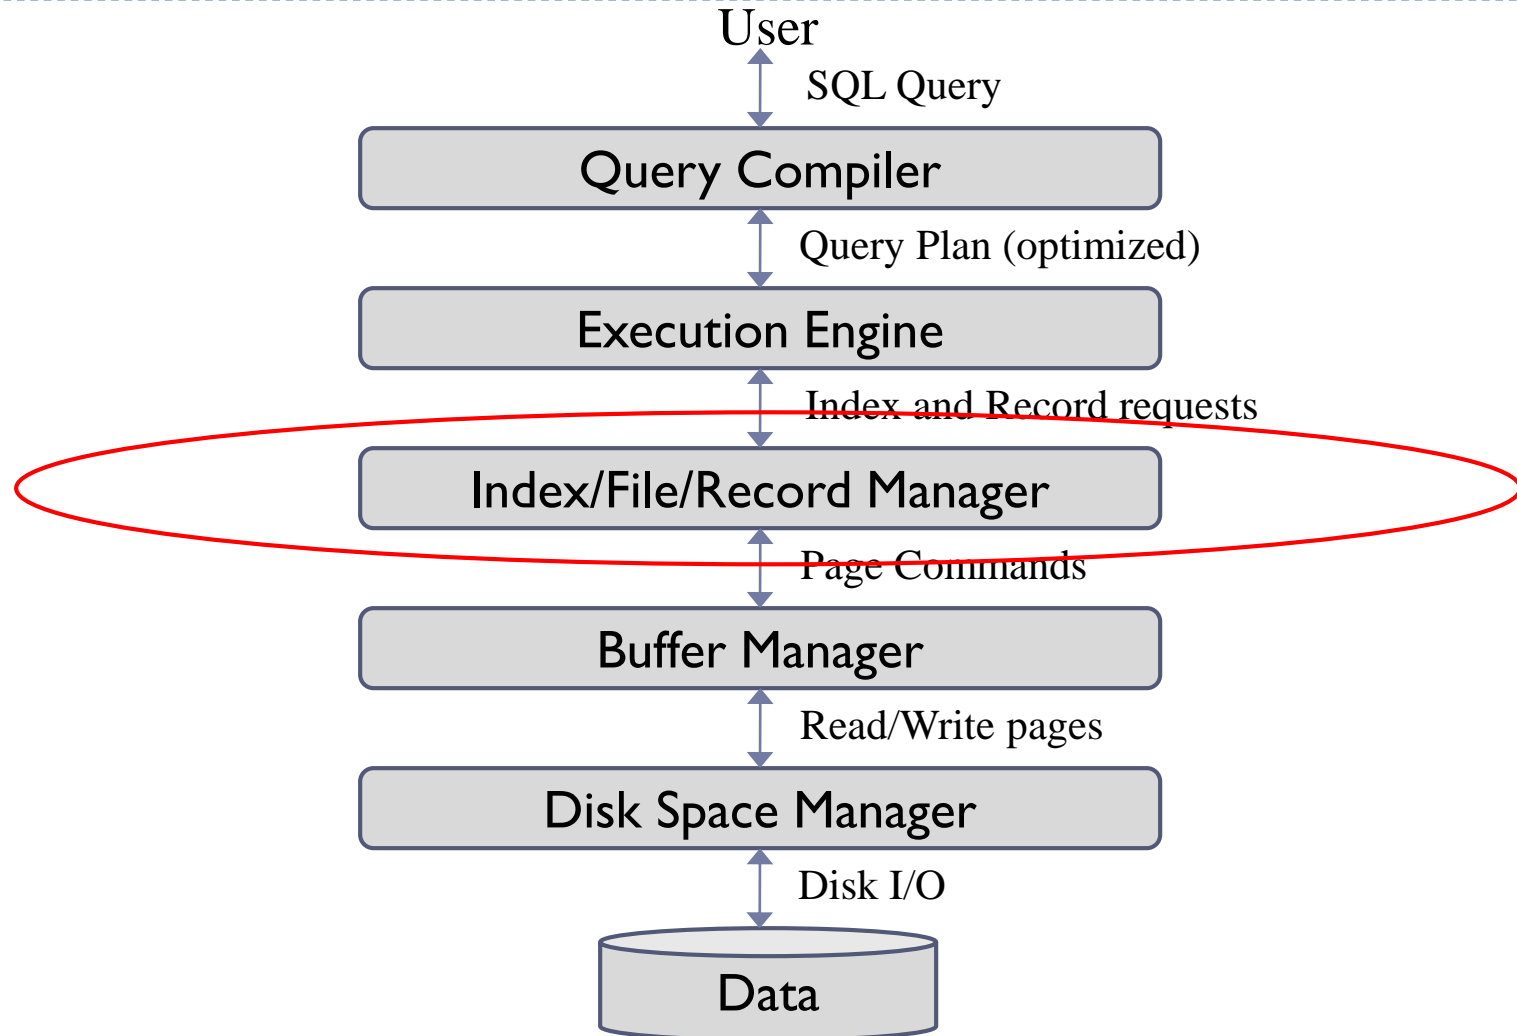 User
SQL Query
Query Compiler
Query Plan (optimized)
Execution Engine
Index and Record requests
Index/File/Record Manager
Page Commands
Buffer Manager
Read/Write pages
Disk Space Manager
Disk I/O
Data